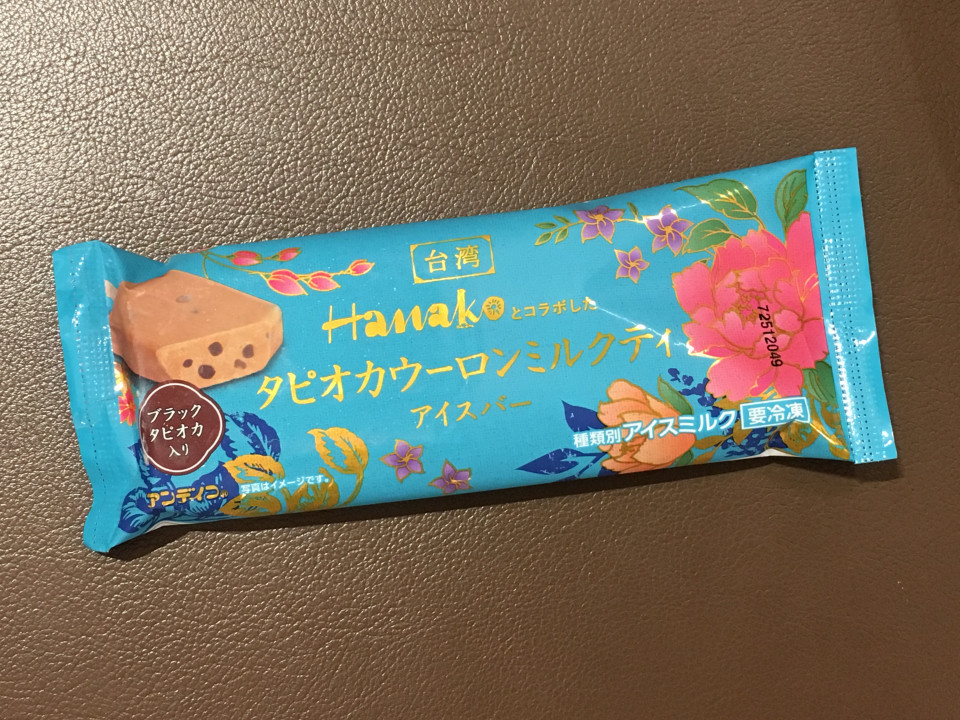 台湾
Hanako とコラボした
タピオカウーロンミルクティ
アイスバー
ブラック
タピオカ
入り
アンデイコ
写真はイメージです。
種類別 アイスミルク 要冷凍
72512049